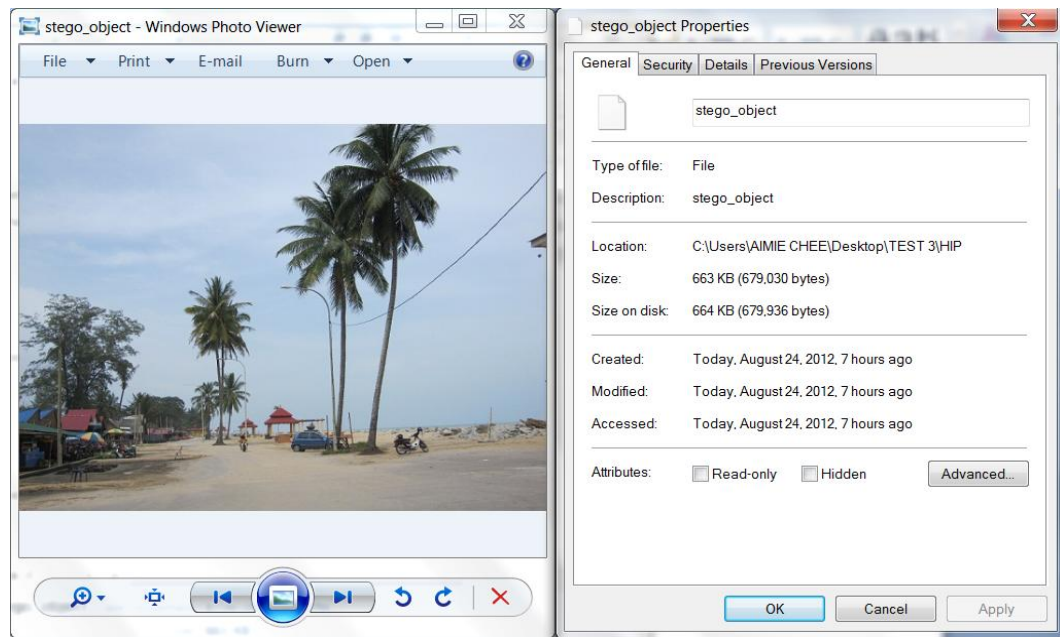 stego_object - Windows Photo Viewer
File Print E-mail Burn Open
stego_object Properties
General Security Details Previous Versions
stego_object
Type of file: File
Description: stego_object
Location: C:\Users\AIMIE CHEE\Desktop\TEST 3\HIP
Size: 663 KB (679,030 bytes)
Size on disk: 664 KB (679,936 bytes)
Created: Today, August 24, 2012, 7 hours ago
Modified: Today, August 24, 2012, 7 hours ago
Accessed: Today, August 24, 2012, 7 hours ago
Attributes: Read-only Hidden Advanced...
OK Cancel Apply